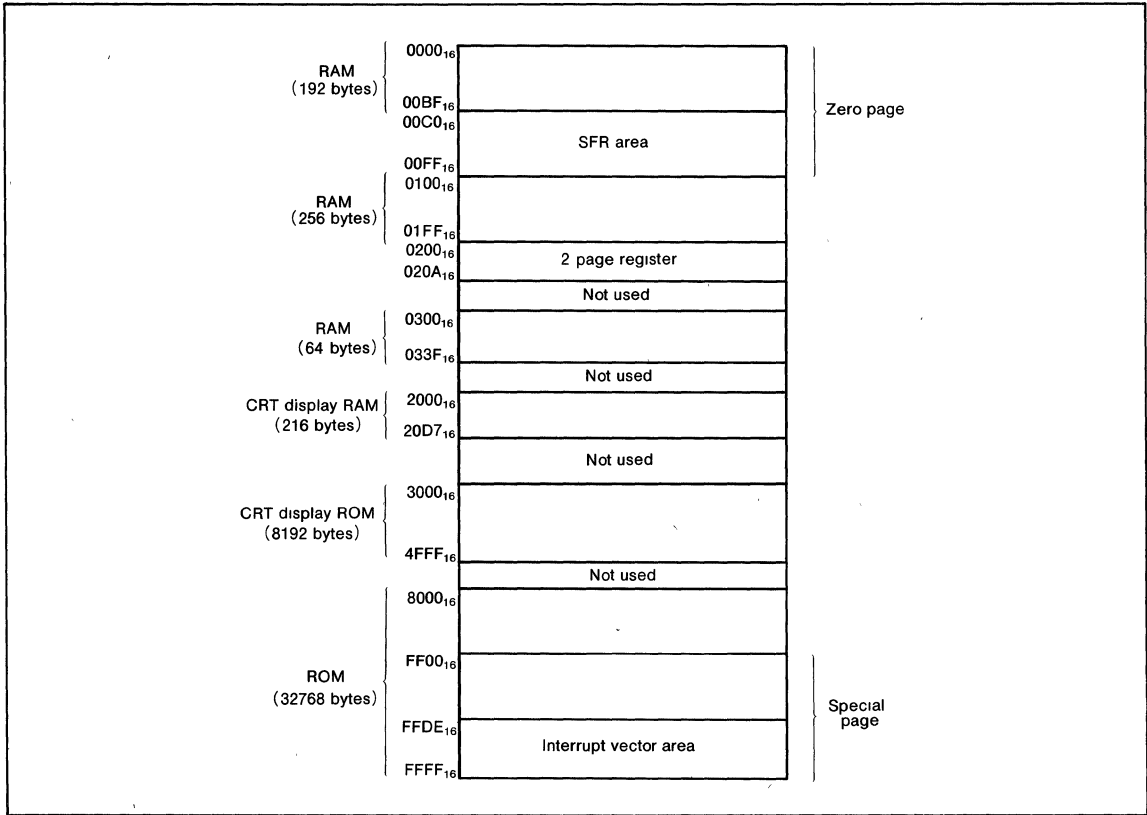 0000₁₆
RAM
(192 bytes)
00BF₁₆
Zero page
00C0₁₆
SFR area
00FF₁₆
0100₁₆
RAM
(256 bytes)
01FF₁₆
0200₁₆
2 page register
020A₁₆
Not used
0300₁₆
RAM
(64 bytes)
033F₁₆
Not used
CRT display RAM
(216 bytes)
2000₁₆
20D7₁₆
Not used
3000₁₆
CRT display ROM
(8192 bytes)
4FFF₁₆
Not used
8000₁₆
FF00₁₆
ROM
(32768 bytes)
Special
page
FFDE₁₆
Interrupt vector area
FFFF₁₆